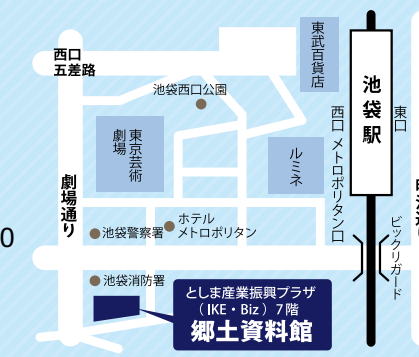 西口
五差路
東武百貨店
池袋西口公園
池袋駅
東口
西口 メトロポリタン口
東京芸術
劇場
ルミネ
劇場通り
ホテル
メトロポリタン
池袋警察署
ビックリガード
0
池袋消防署
としま産業振興プラザ
（IKE・Biz）7階
郷土資料館